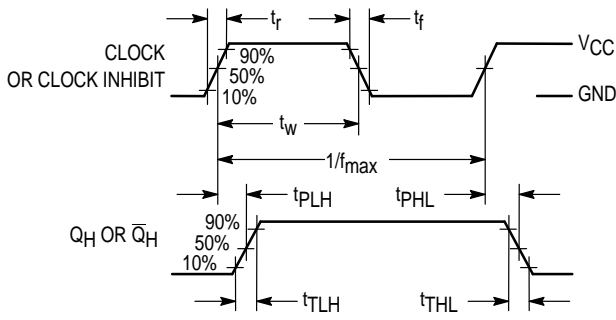 tr
tf
CLOCK
OR CLOCK INHIBIT
90%
50%
10%
VCC
GND
tw
1/fmax
tPLH
tPHL
QH OR Q̅H
90%
50%
10%
tTLH
tTHL